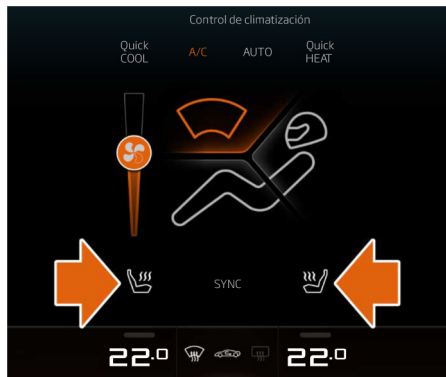 Control de climatización
Quick
COOL
A/C
AUTO
Quick
HEAT
SYNC
22.0
22.0